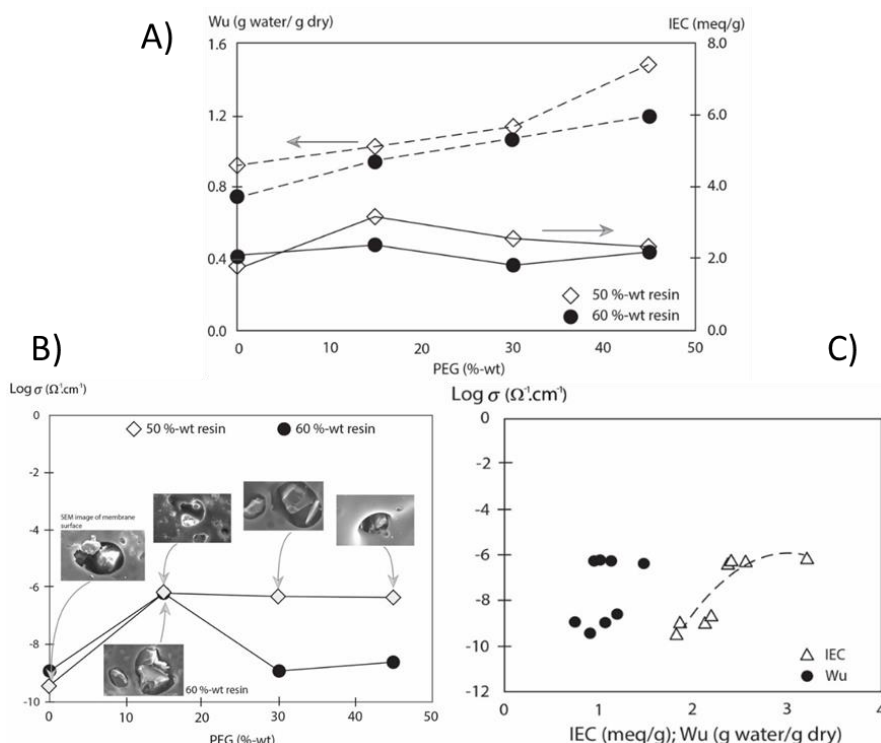 A)
Wu (g water/ g dry)
IEC (meq/g)
1.6
1.2
0.8
0.4
0.0
8.0
6.0
4.0
2.0
0.0
50 %-wt resin
60 %-wt resin
0
10
20
30
40
50
PEG (%-wt)
B)
Log σ (Ω⁻¹.cm⁻¹)
0
-2
-4
-6
-8
-10
50 %-wt resin
60 %-wt resin
SEM image of membrane
surface
60 %-wt resin
0
10
20
30
40
50
PEG (%-wt)
C)
Log σ (Ω⁻¹.cm⁻¹)
0
-2
-4
-6
-8
-10
-12
IEC
Wu
0
1
2
3
4
IEC (meq/g); Wu (g water/g dry)